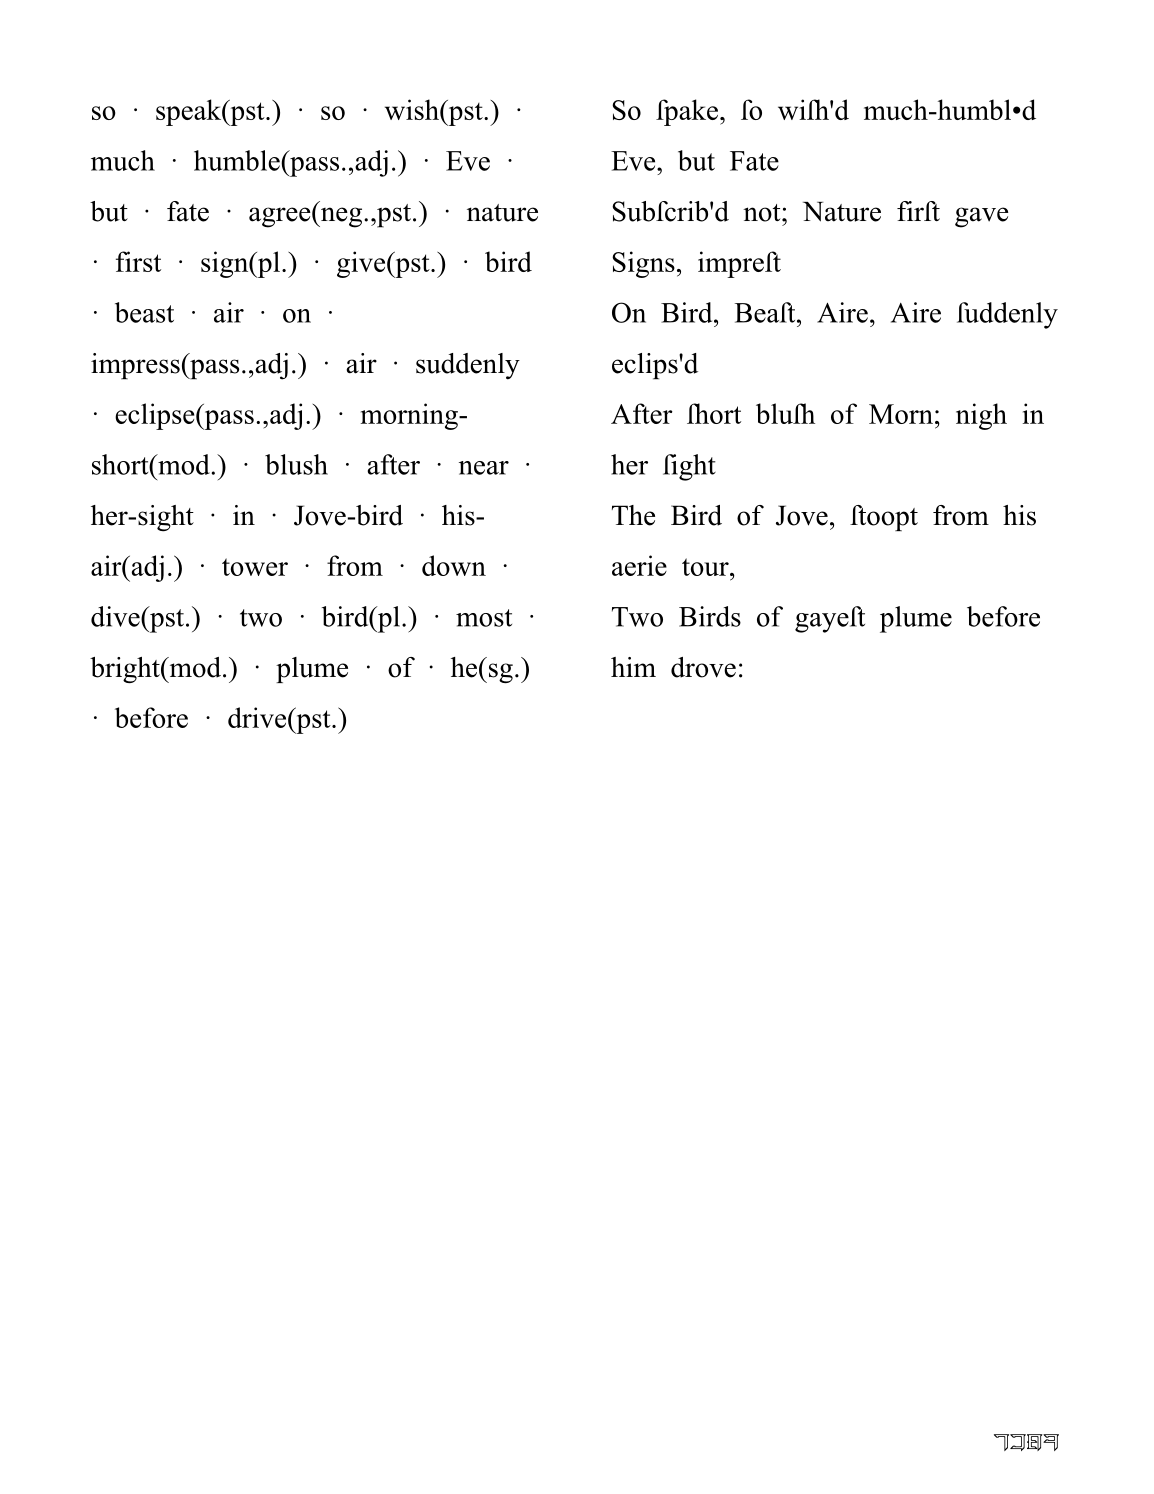 so · speak(pst.) · so · wish(pst.) ·
much · humble(pass.,adj.) · Eve ·
but · fate · agree(neg.,pst.) · nature
· first · sign(pl.) · give(pst.) · bird
· beast · air · on ·
impress(pass.,adj.) · air · suddenly
· eclipse(pass.,adj.) · morning-
short(mod.) · blush · after · near ·
her-sight · in · Jove-bird · his-
air(adj.) · tower · from · down ·
dive(pst.) · two · bird(pl.) · most ·
bright(mod.) · plume · of · he(sg.)
· before · drive(pst.)
So ſpake, ſo wiſh'd much-humbl•d
Eve, but Fate
Subſcrib'd not; Nature firſt gave
Signs, impreſt
On Bird, Beaſt, Aire, Aire ſuddenly
eclips'd
After ſhort bluſh of Morn; nigh in
her ſight
The Bird of Jove, ſtoopt from his
aerie tour,
Two Birds of gayeſt plume before
him drove: